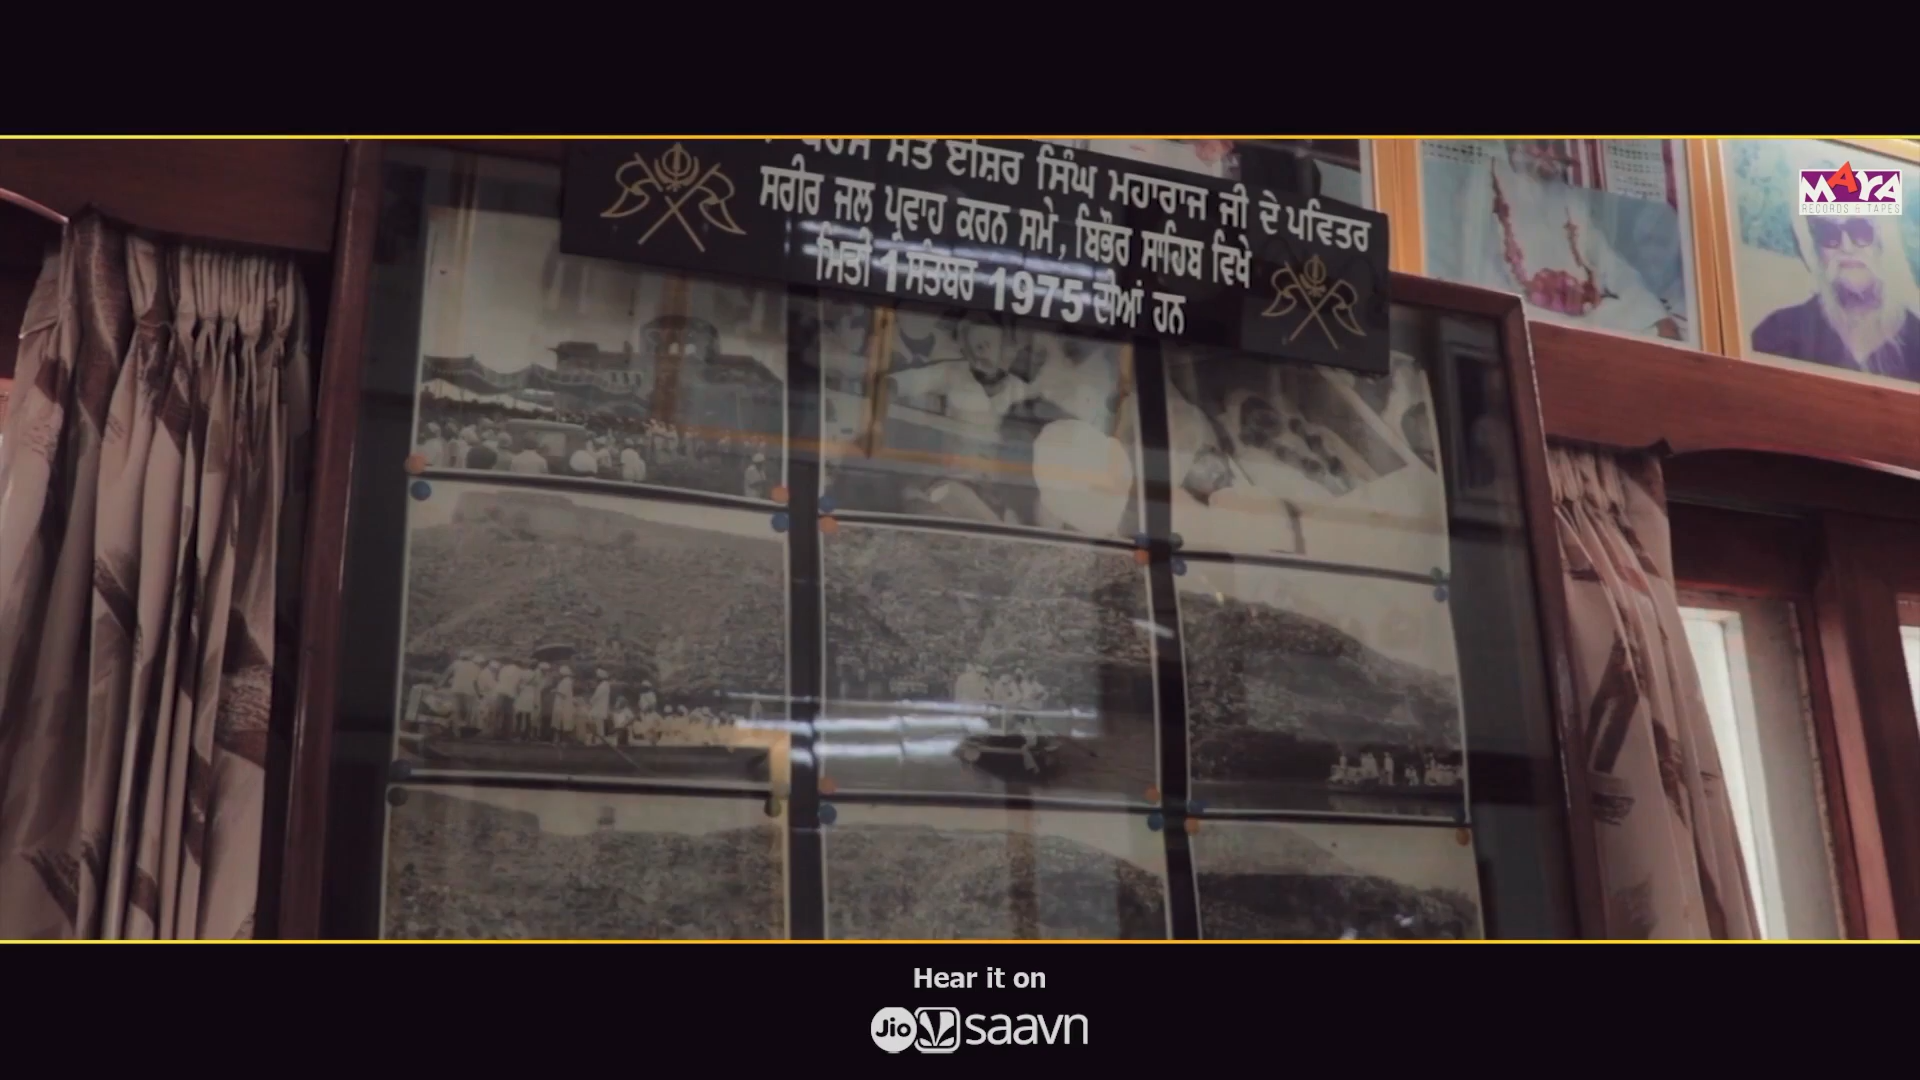 ਸੰਤ ਈਸ਼ਰ ਸਿੰਘ ਮਹਾਰਾਜ ਜੀ ਦੇ ਪਵਿਤਰ
ਸਰੀਰ ਜਲ ਪ੍ਰਵਾਹ ਕਰਨ ਸਮੇਂ, ਬਿਭੌਰ ਸਾਹਿਬ ਵਿਖੇ
ਮਿਤੀ 1 ਸਤੰਬਰ 1975 ਦੀਆਂ ਹਨ
MAYA
RECORDS & TAPES
Hear it on
Jio saavn